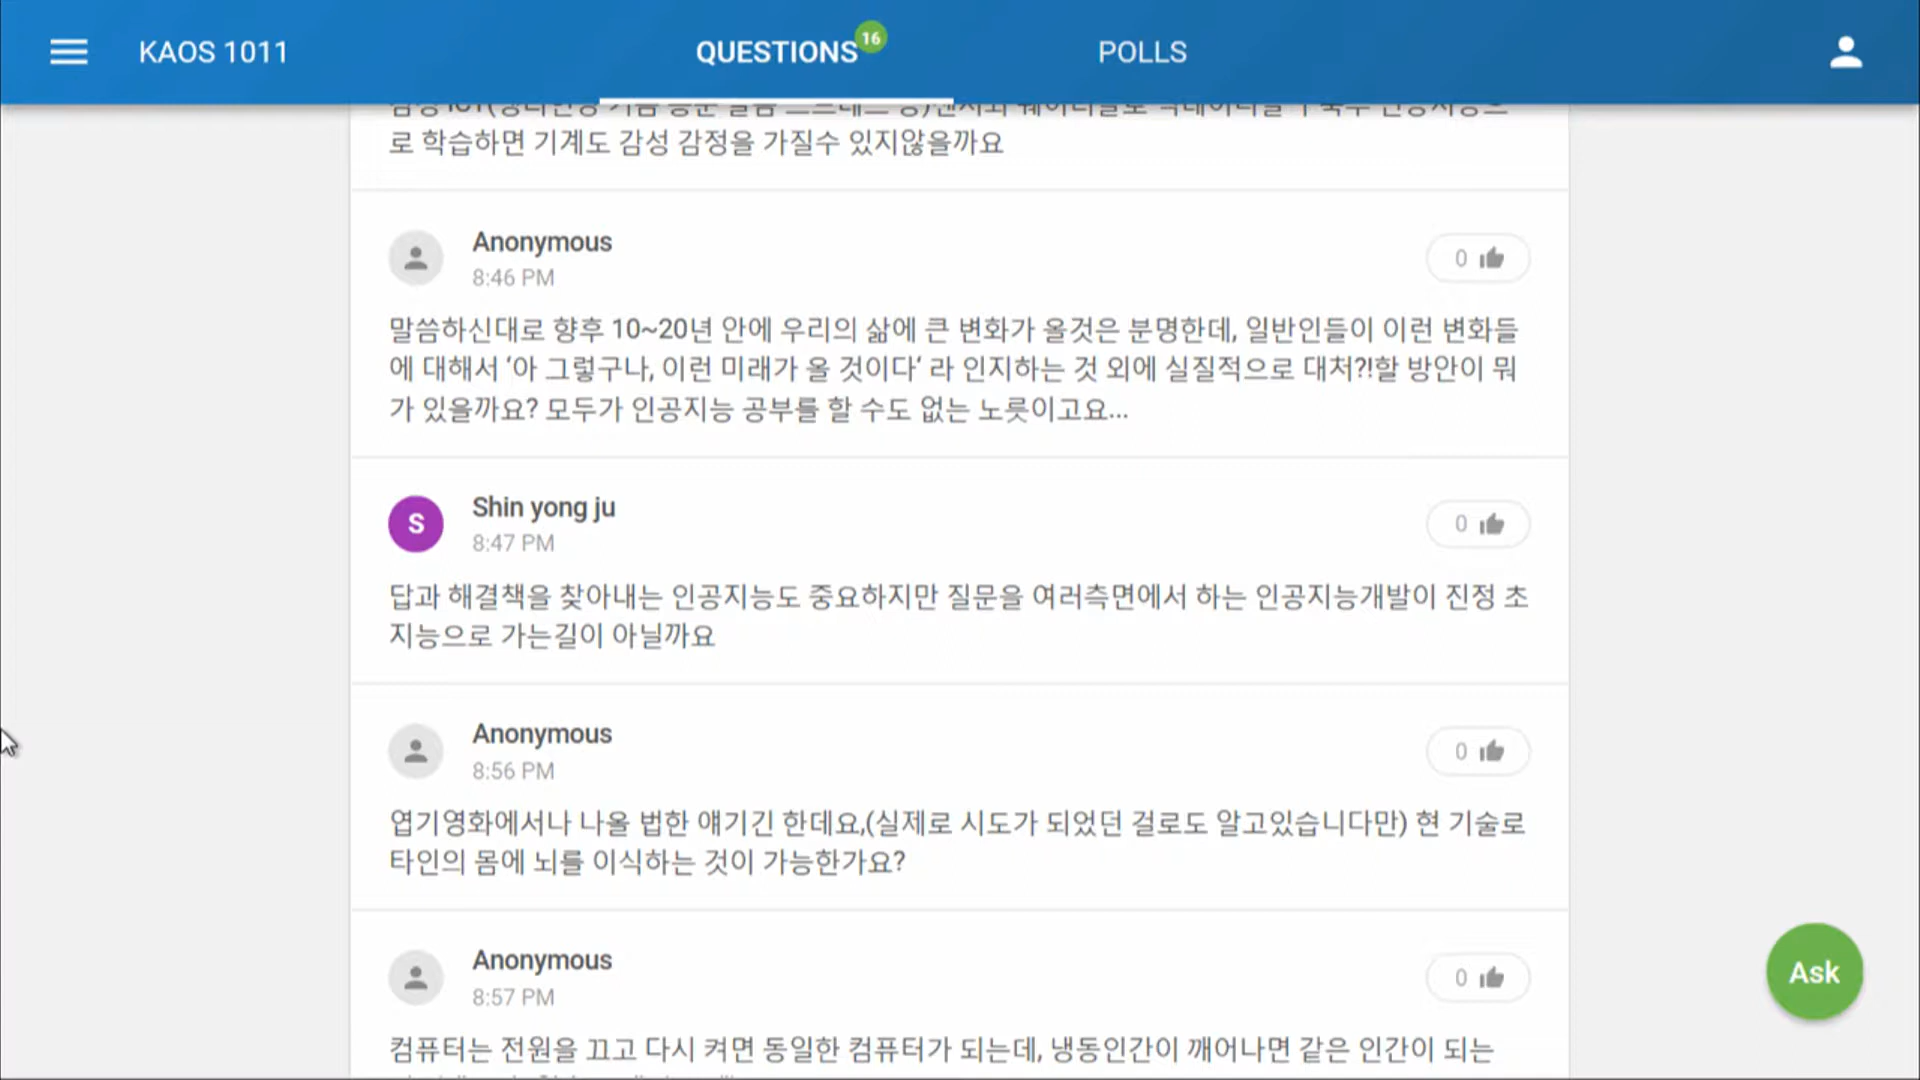 KAOS 1011
QUESTIONS 16
POLLS
로 학습하면 기계도 감성 감정을 가질수 있지않을까요
Anonymous
8:46 PM
0
말씀하신대로 향후 10~20년 안에 우리의 삶에 큰 변화가 올것은 분명한데, 일반인들이 이런 변화들
에 대해서 ‘아 그렇구나, 이런 미래가 올 것이다‘ 라 인지하는 것 외에 실질적으로 대처?!할 방안이 뭐
가 있을까요? 모두가 인공지능 공부를 할 수도 없는 노릇이고요...
S
Shin yong ju
8:47 PM
0
답과 해결책을 찾아내는 인공지능도 중요하지만 질문을 여러측면에서 하는 인공지능개발이 진정 초
지능으로 가는길이 아닐까요
Anonymous
8:56 PM
0
엽기영화에서나 나올 법한 얘기긴 한데요,(실제로 시도가 되었던 걸로도 알고있습니다만) 현 기술로
타인의 몸에 뇌를 이식하는 것이 가능한가요?
Anonymous
8:57 PM
0
컴퓨터는 전원을 끄고 다시 켜면 동일한 컴퓨터가 되는데, 냉동인간이 깨어나면 같은 인간이 되는
Ask